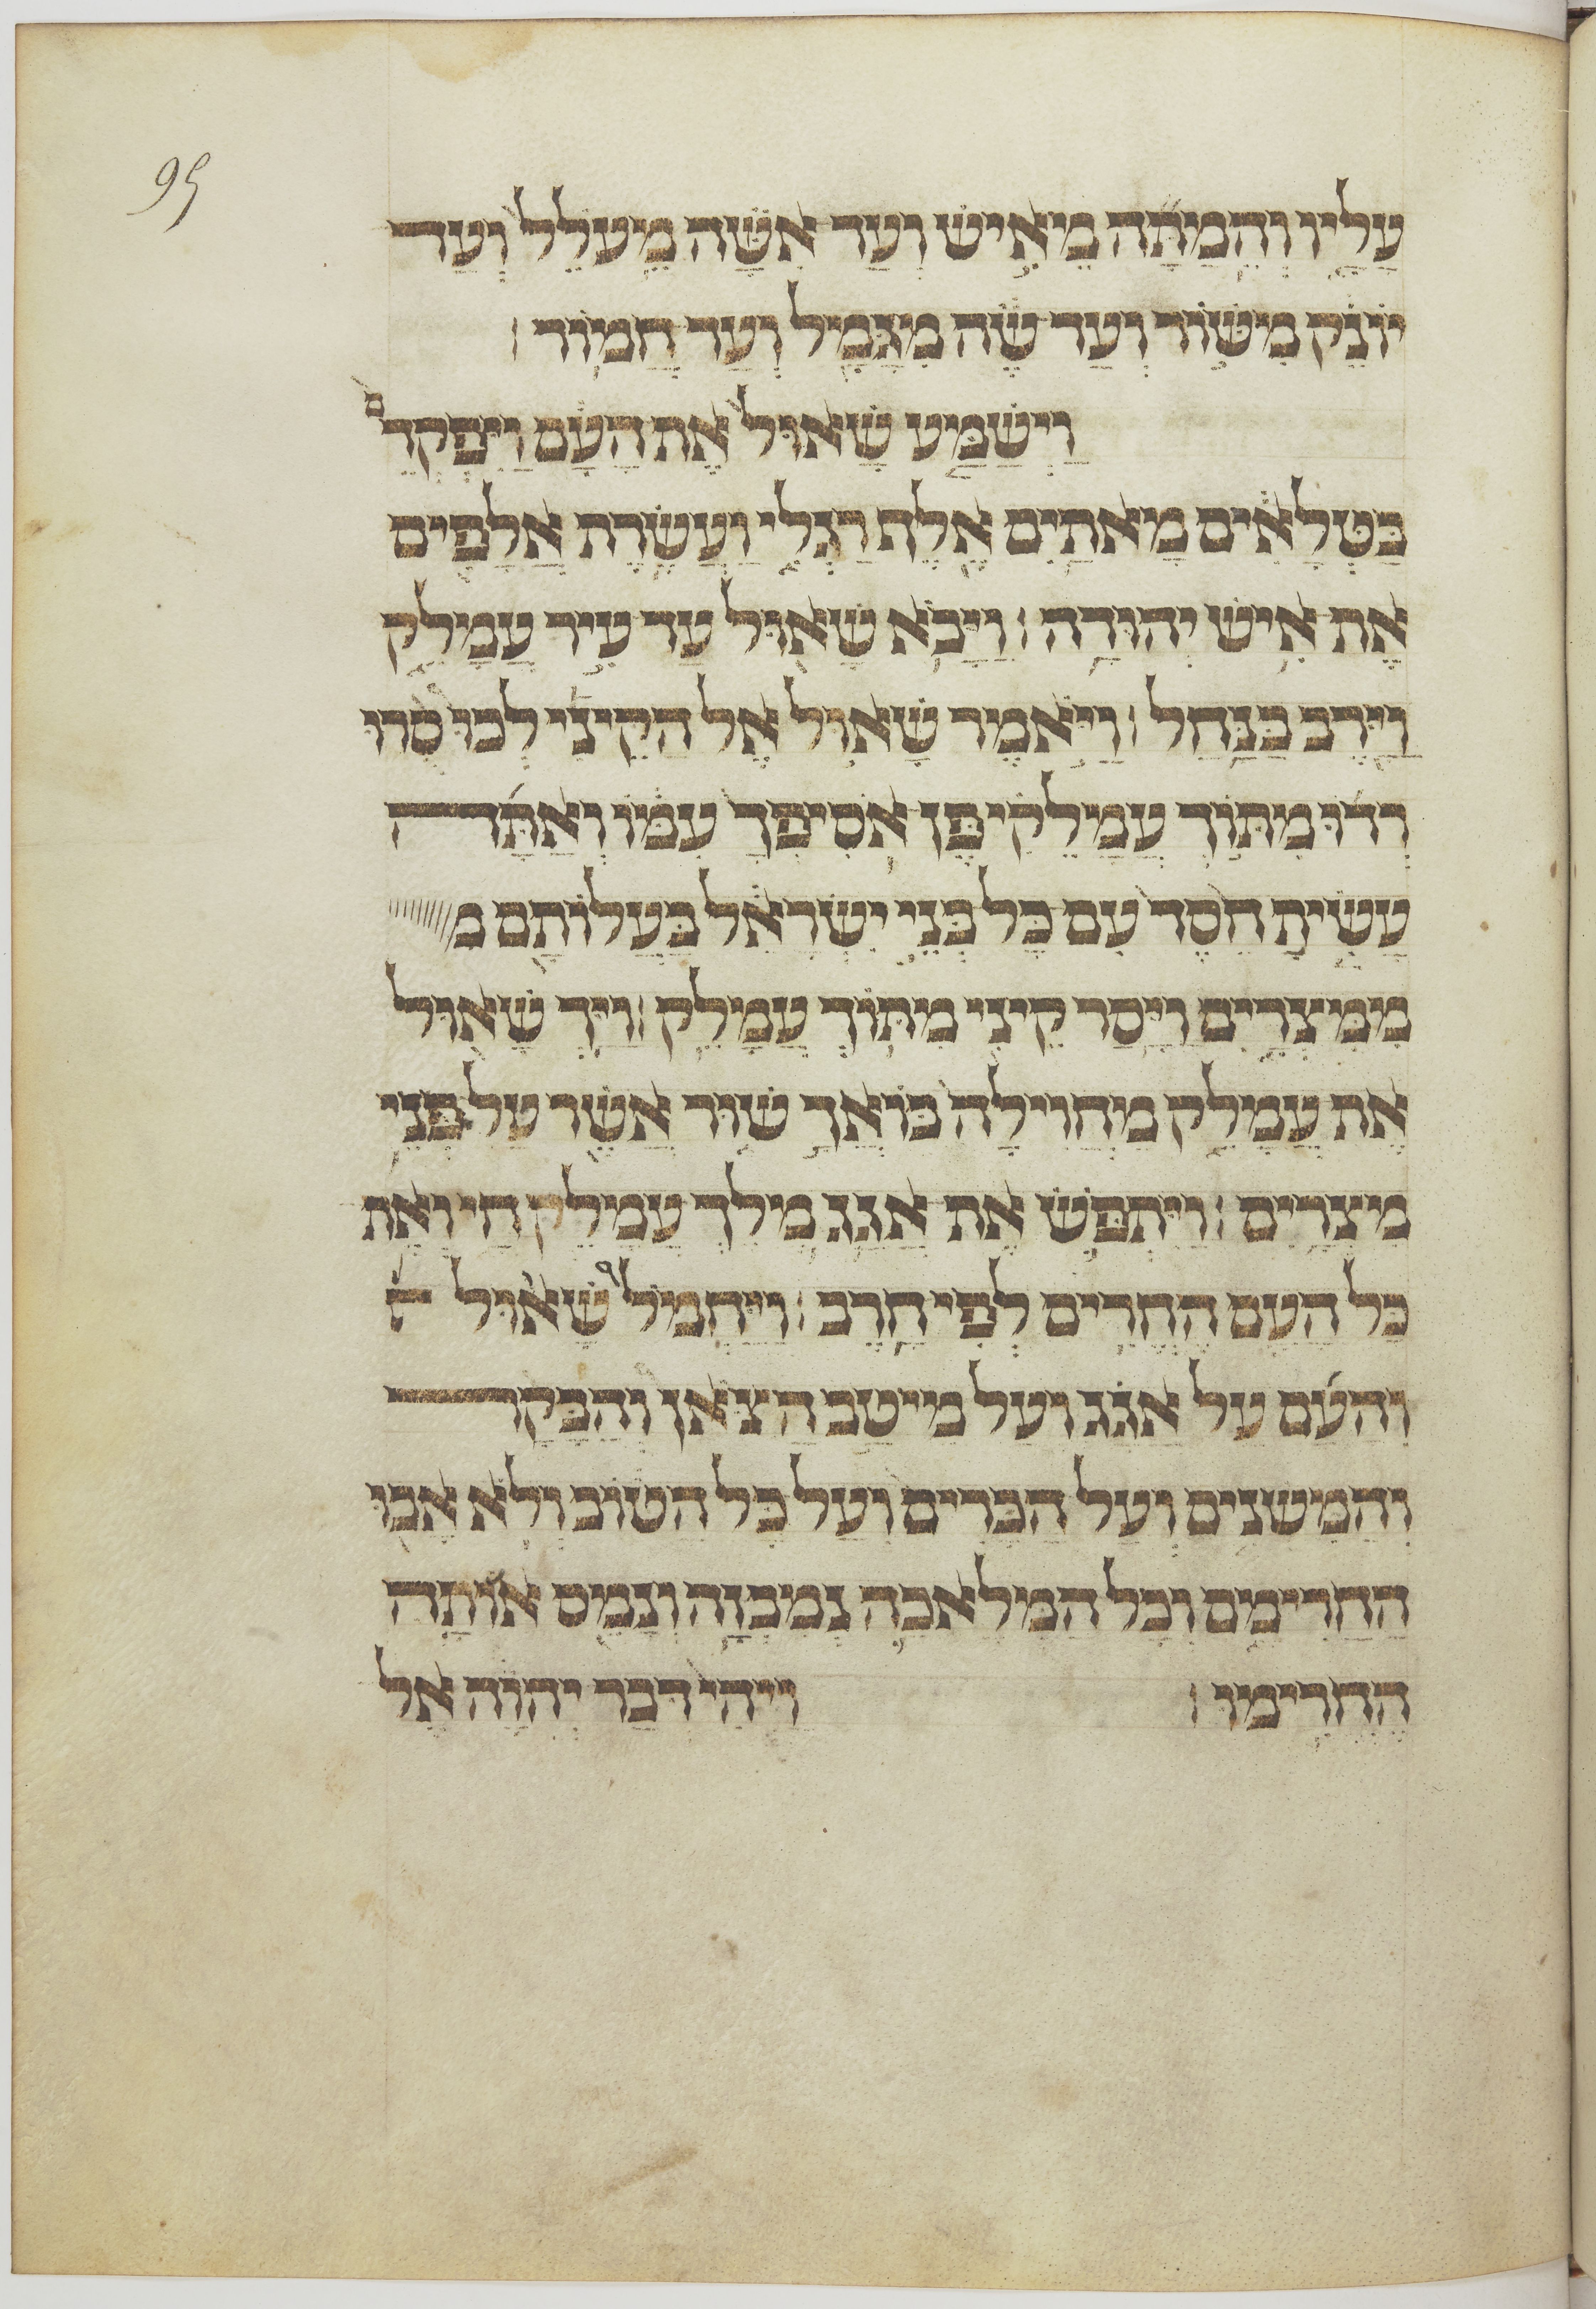 95
עליו והמתה מאיש ועד אשה מעלל ועד
יונק משור ועד שה מגמל ועד חמור׃
וישמע שאול את העם ויפקדם
בטלאים מאתים אלף רגלי ועשרת אלפים
את איש יהודה׃ ויבא שאול עד עיר עמלק
וירב בנחל׃ ויאמר שאול אל הקיני לכו סרו
רדו מתוך עמלקי פן אסיפך עמו ואתה
עשית חסד עם כל בני ישראל בעלותם מ
ממצרים ויסר קיני מתוך עמלק׃ ויך שאול
את עמלק מחוילה בואך שור אשר על פני
מצרים׃ ויתפש את אגג מלך עמלק חי ואת
כל העם החרים לפי חרב׃ ויחמל שאול
והעם על אגג ועל מיטב הצאן והבקר
והמשנים ועל הכרים ועל כל הטוב ולא אבו
החרימם וכל המלאכה נמבזה ונמס אותה
החרימו׃ ויהי דבר יהוה אל